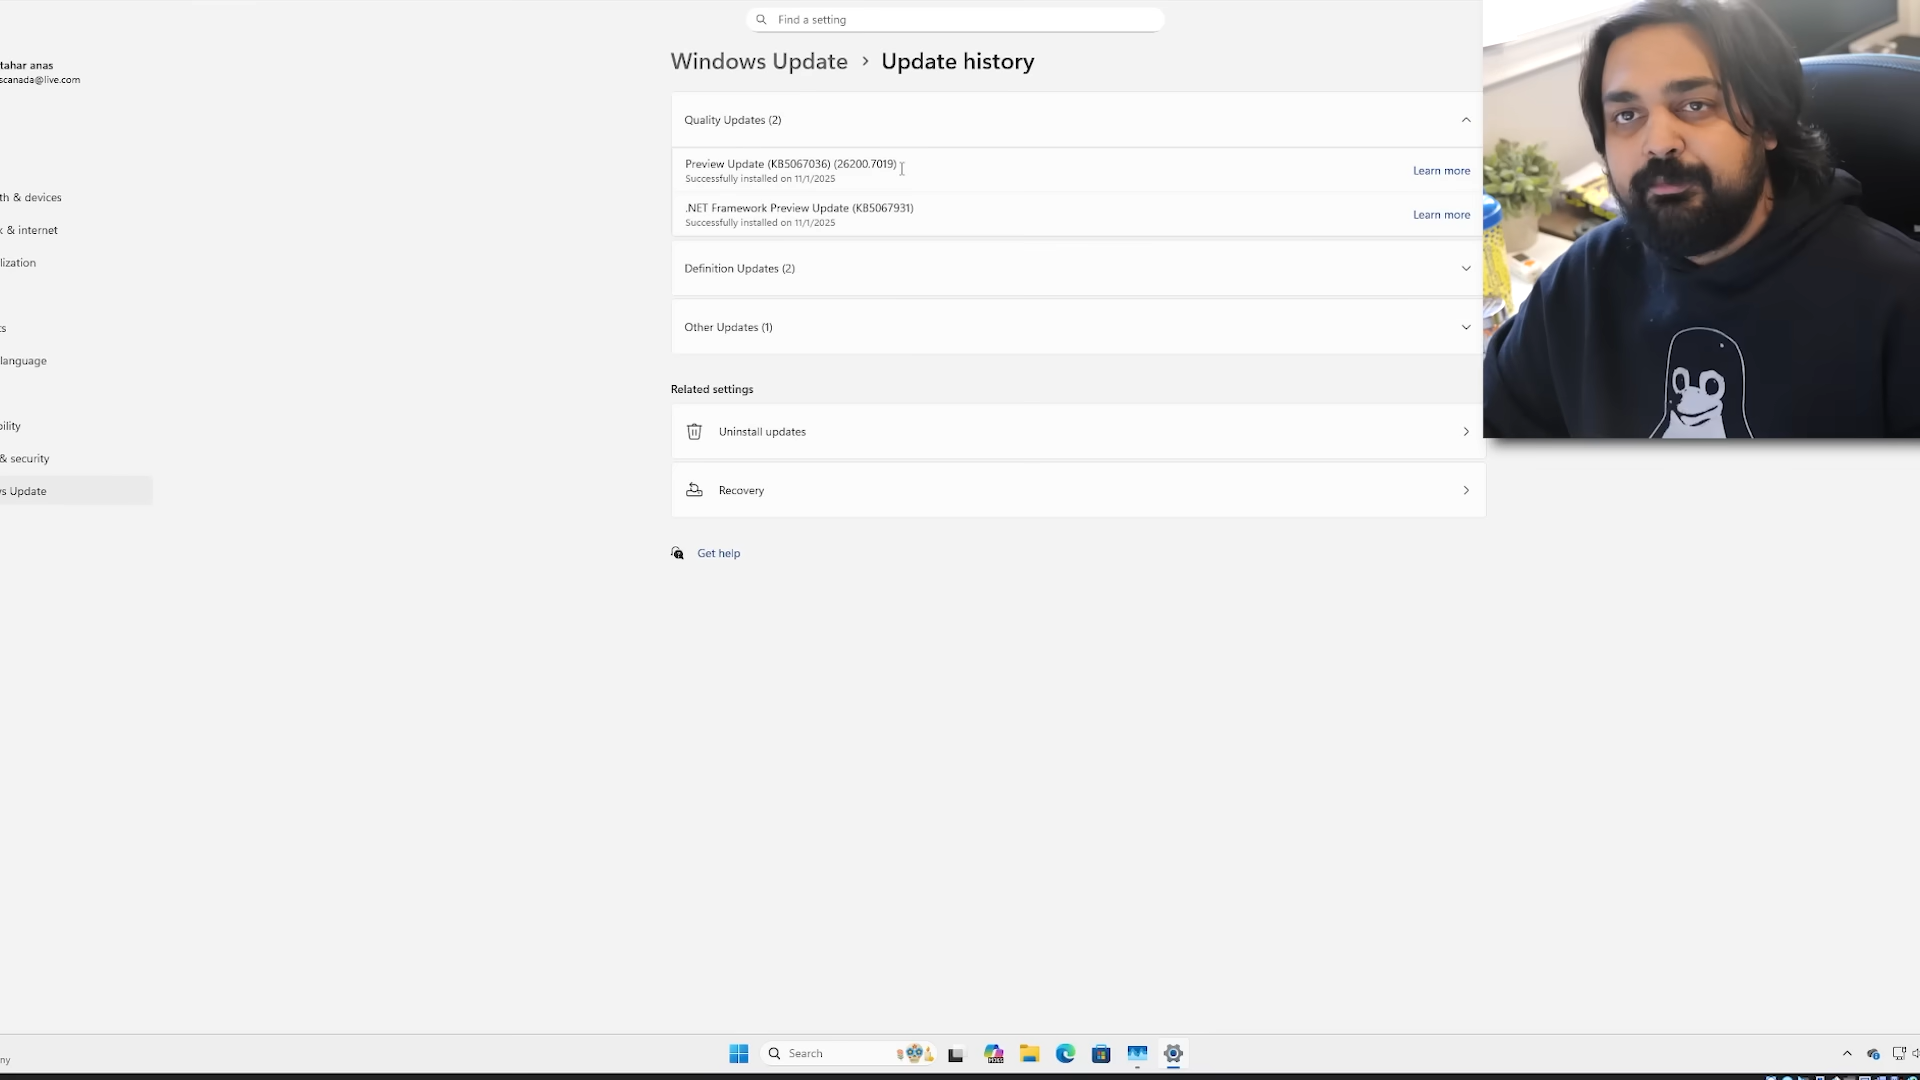 Find a setting
tahar anas
scanada@live.com
Windows Update > Update history
Quality Updates (2)
Preview Update (KB5067036) (26200.7019)
Successfully installed on 11/1/2025
Learn more
.NET Framework Preview Update (KB5067931)
Successfully installed on 11/1/2025
Learn more
Definition Updates (2)
Other Updates (1)
Related settings
Uninstall updates
Recovery
Get help
th & devices
k & internet
lization
ts
language
bility
& security
s Update
ny
Search
M365